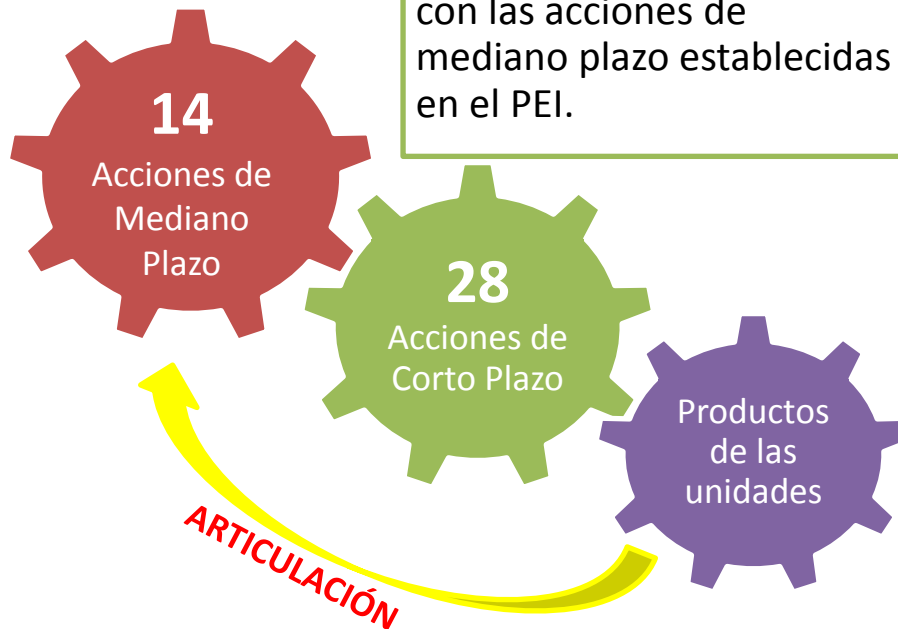 con las acciones de
mediano plazo establecidas
en el PEI.
14
Acciones de
Mediano
Plazo
28
Acciones de
Corto Plazo
Productos
de las
unidades
ARTICULACIÓN